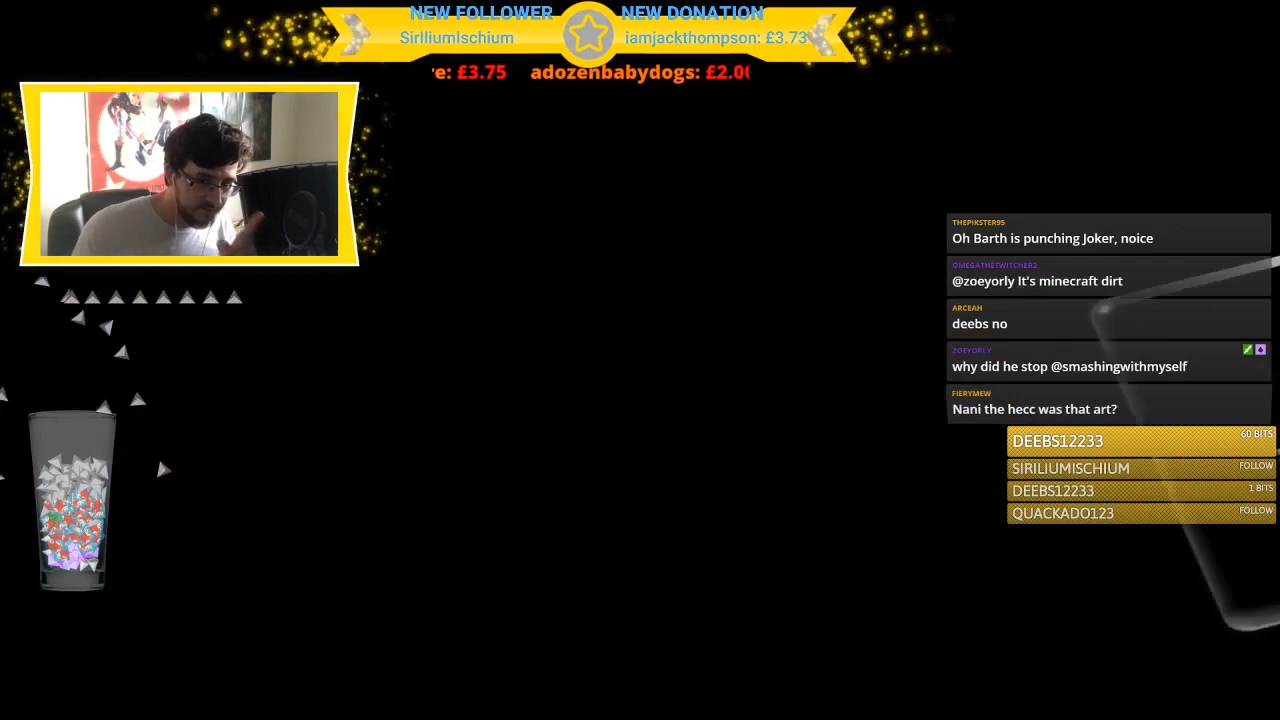 NEW FOLLOWER
NEW DONATION
SirIliumIschium
iamjackthompson: £3.73
e: £3.75 adozenbabydogs: £2.00
THEPIKSTER95
Oh Barth is punching Joker, noice
OMEGATHETWITCHER2
@zoeyorly It's minecraft dirt
ARCEAH
deebs no
ZOEYORLY
why did he stop @smashingwithmyself
FIERYMEW
Nani the hecc was that art?
DEEBS12233 60 BITS
SIRILIUMISCHIUM FOLLOW
DEEBS12233 1 BITS
QUACKADO123 FOLLOW